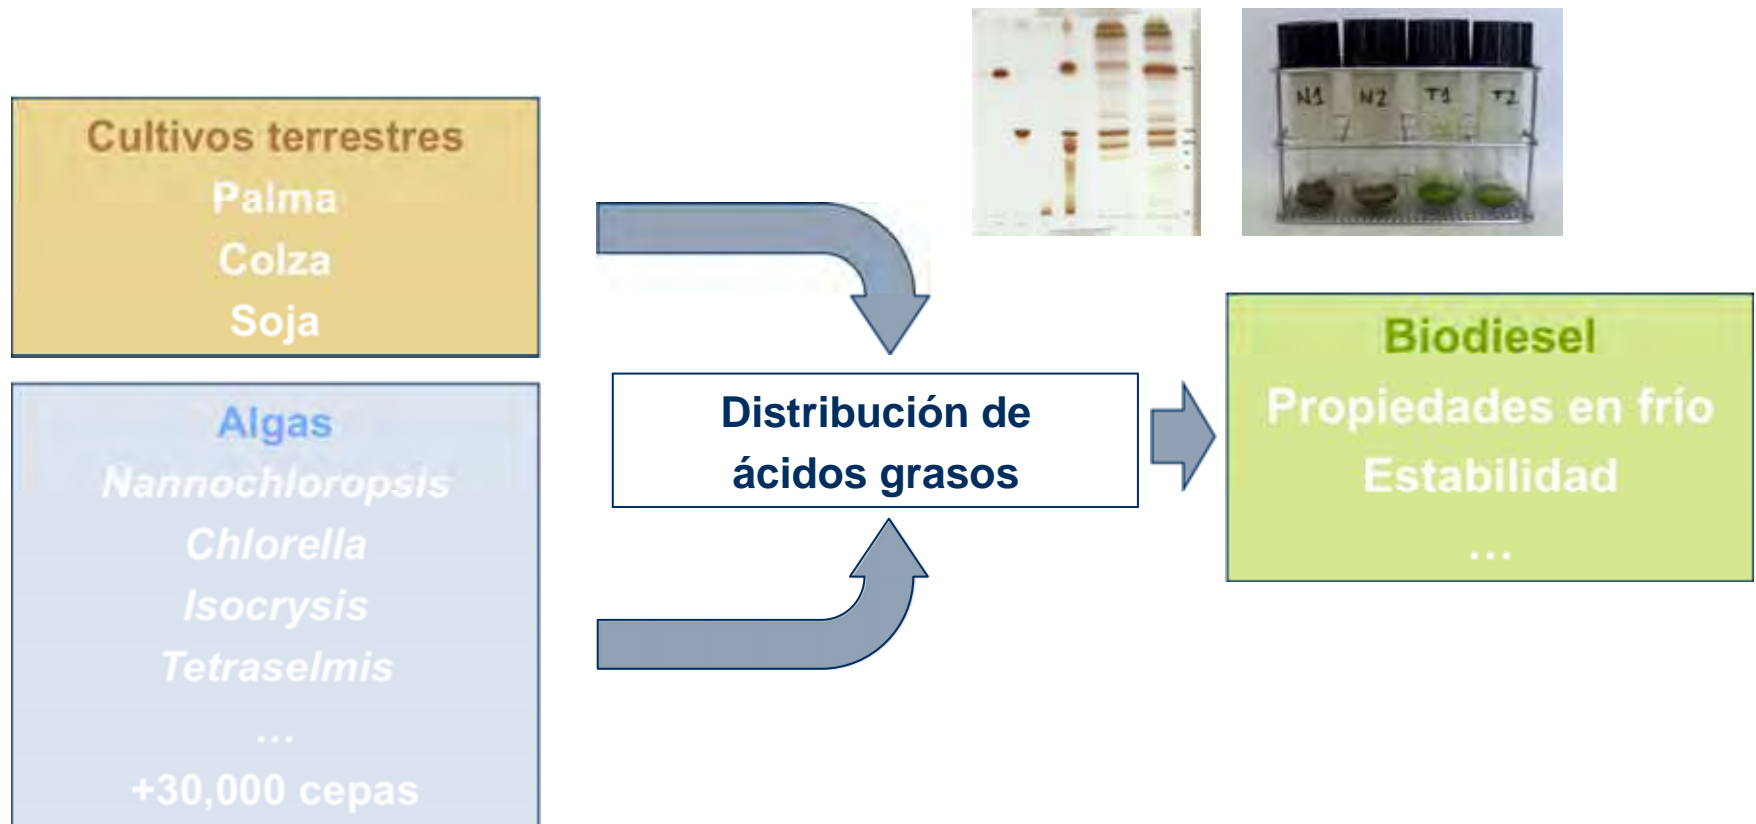 Cultivos terrestres
Palma
Colza
Soja
Algas
Nannochloropsis
Chlorella
Isocrysis
Tetraselmis
...
+30,000 cepas
Distribución de
ácidos grasos
N1 N2 T1 T2
Biodiesel
Propiedades en frío
Estabilidad
...